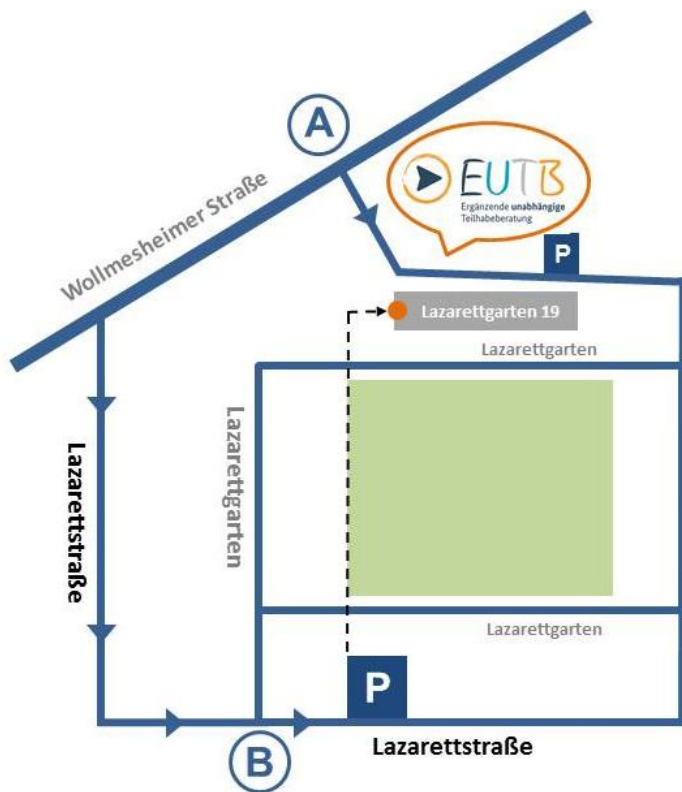 A
EUTB
Ergänzende unabhängige
Teilhabeberatung
Wollmesheimer Straße
P
Lazarettgarten 19
Lazarettgarten
Lazarettgarten
Lazarettstraße
Lazarettgarten
P
B
Lazarettstraße